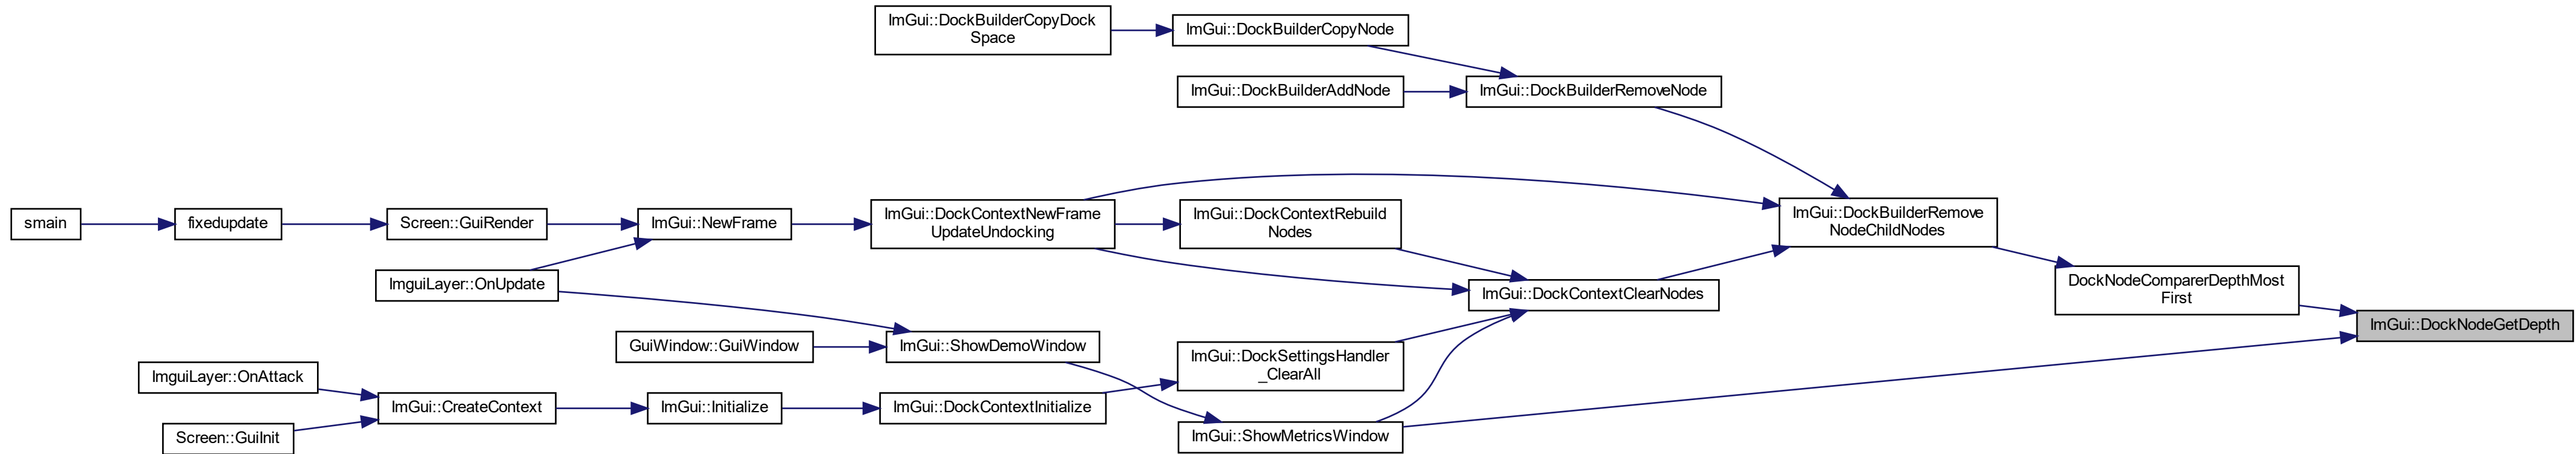 ImGui::DockBuilderCopyDock
Space
ImGui::DockBuilderCopyNode
ImGui::DockBuilderAddNode
ImGui::DockBuilderRemoveNode
smain
fixedupdate
Screen::GuiRender
ImGui::NewFrame
ImGui::DockContextNewFrame
UpdateUndocking
ImGui::DockContextRebuild
Nodes
ImGui::DockBuilderRemove
NodeChildNodes
ImguiLayer::OnUpdate
ImGui::DockContextClearNodes
DockNodeComparerDepthMost
First
ImGui::DockNodeGetDepth
GuiWindow::GuiWindow
ImGui::ShowDemoWindow
ImGui::DockSettingsHandler
_ClearAll
ImguiLayer::OnAttack
ImGui::CreateContext
ImGui::Initialize
ImGui::DockContextInitialize
Screen::GuiInit
ImGui::ShowMetricsWindow